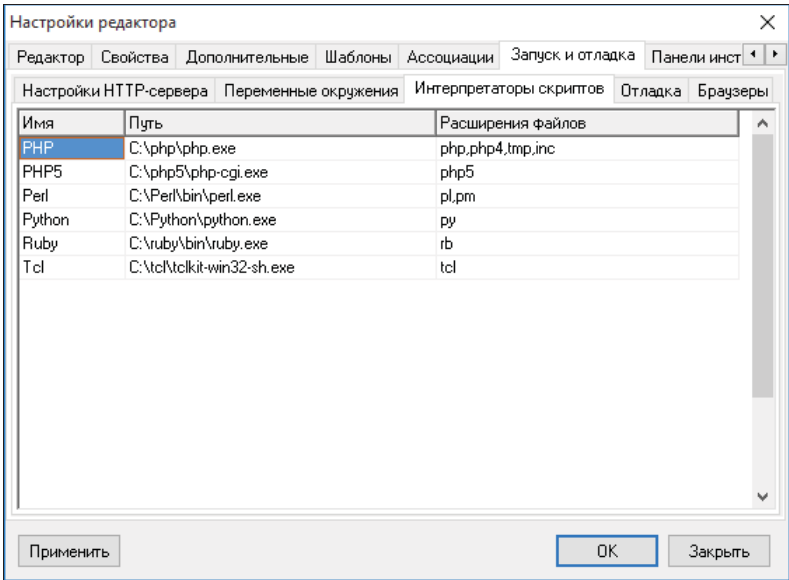 Настройки редактора
Редактор Свойства Дополнительные Шаблоны Ассоциации Запуск и отладка Панели инст
Настройки HTTP-сервера Переменные окружения Интерпретаторы скриптов Отладка Браузеры
Имя Путь Расширения файлов
PHP C:\php\php.exe php,php4,tmp,inc
PHP5 C:\php5\php-cgi.exe php5
Perl C:\Perl\bin\perl.exe pl,pm
Python C:\Python\python.exe py
Ruby C:\ruby\bin\ruby.exe rb
Tcl C:\tcl\tclkit-win32-sh.exe tcl
Применить OK Закрыть